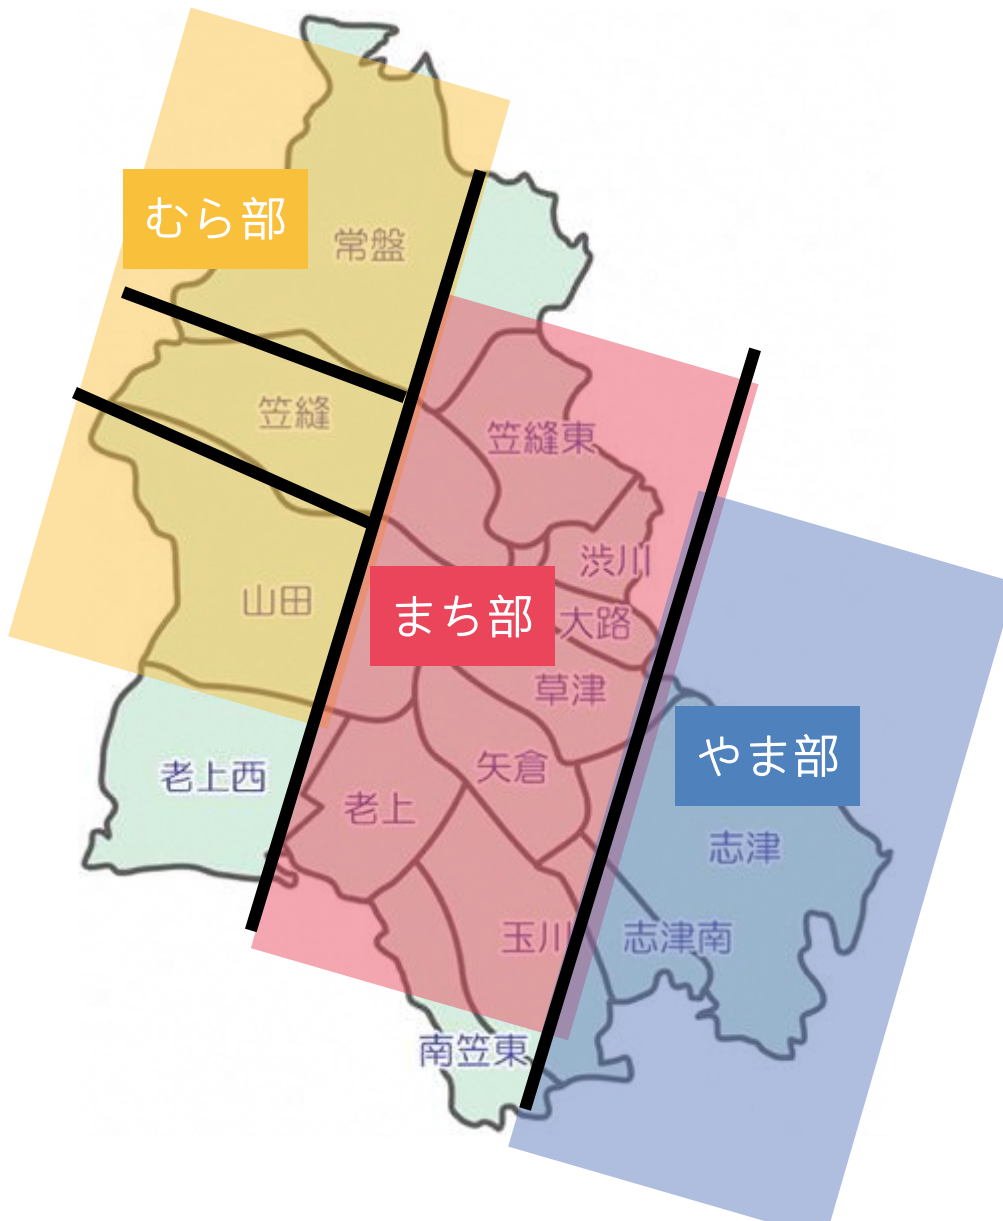 むら部
常盤
笠縫
笠縫東
渋川
山田
まち部
大路
草津
やま部
矢倉
老上西
老上
志津
玉川
志津南
南笠東